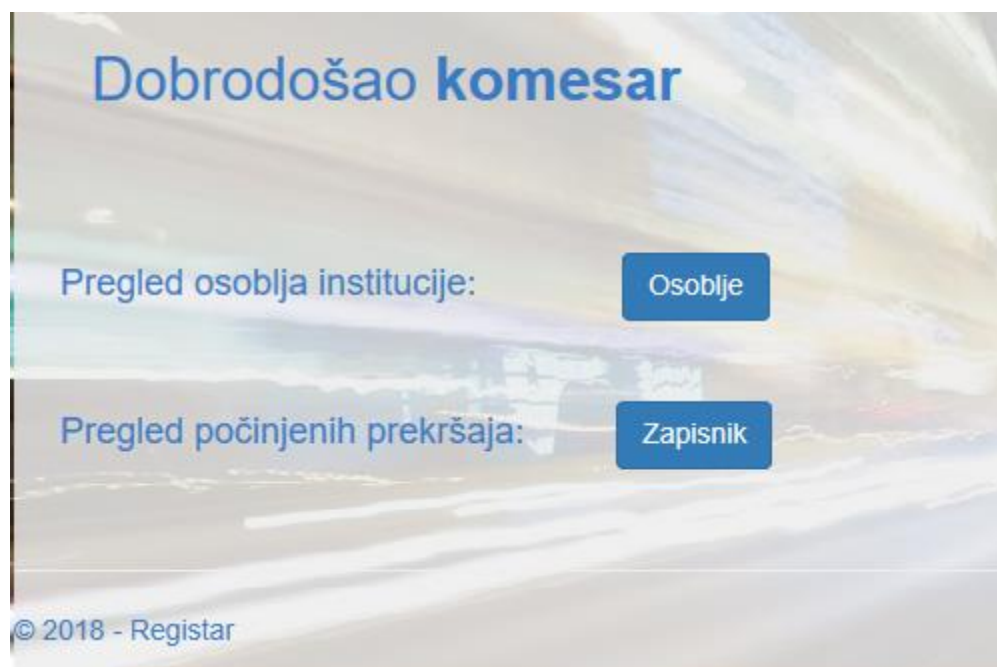 Dobrodošao komesar
Pregled osoblja institucije: Osoblje
Pregled počinjenih prekršaja: Zapisnik
© 2018 - Registar